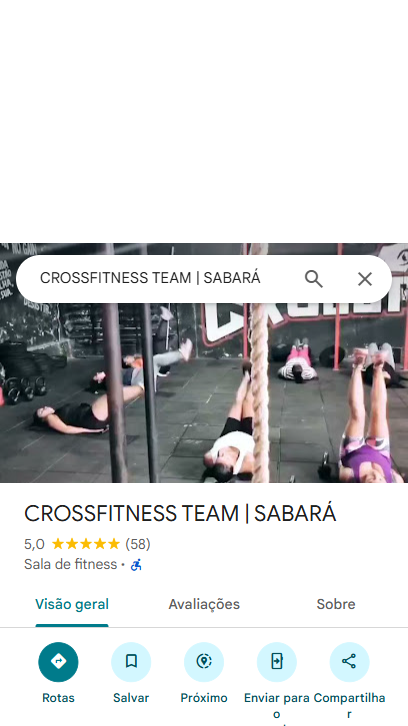 CROSSFITNESS TEAM | SABARÁ
CROSSFITNESS TEAM | SABARÁ
5,0 (58)
Sala de fitness •
Visão geral
Avaliações
Sobre
Rotas
Salvar
Próximo
Enviar para o
Compartilhar